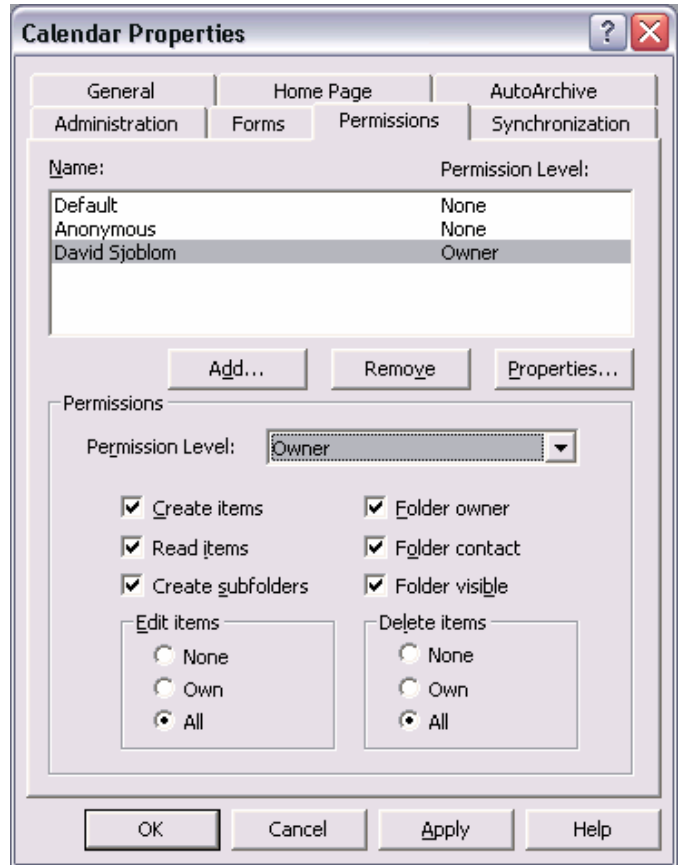 Calendar Properties
General Home Page AutoArchive
Administration Forms Permissions Synchronization
Name: Permission Level:
Default None
Anonymous None
David Sjoblom Owner
Add... Remove Properties...
Permissions
Permission Level: Owner
Create items Folder owner
Read items Folder contact
Create subfolders Folder visible
Edit items Delete items
None None
Own Own
All All
OK Cancel Apply Help